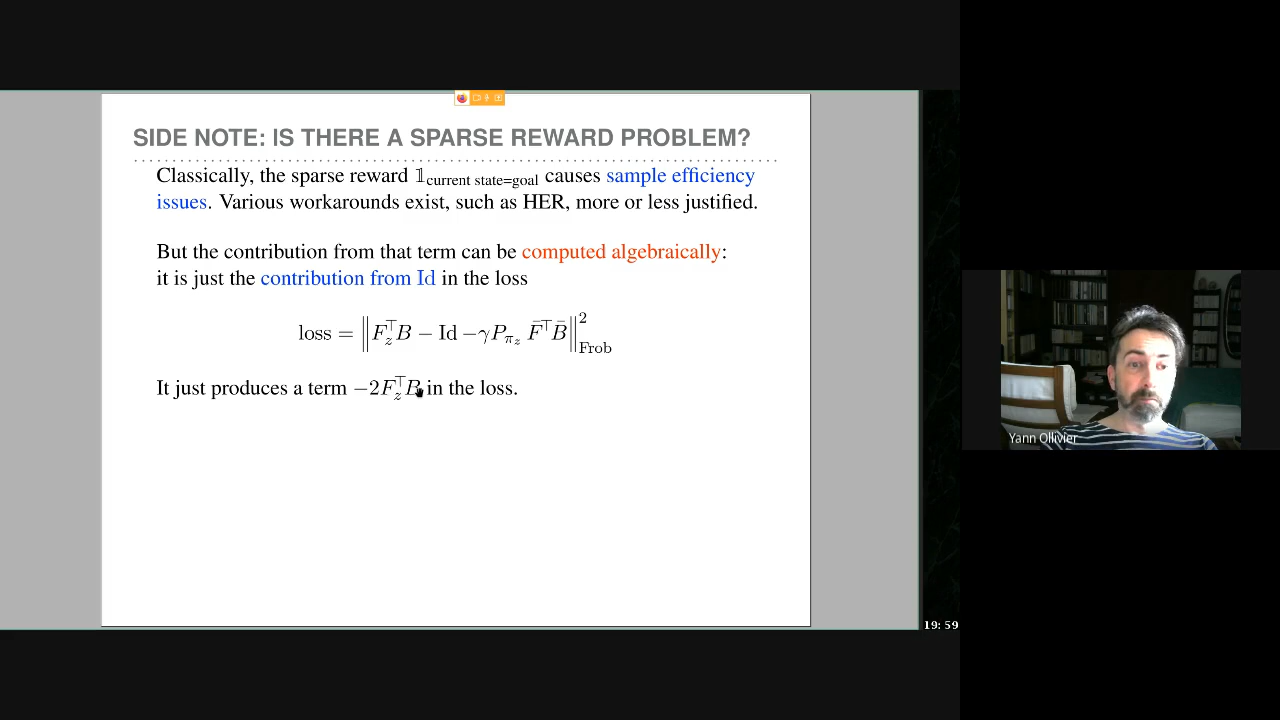 SIDE NOTE: IS THERE A SPARSE REWARD PROBLEM?
Classically, the sparse reward 𝟙_{current state=goal} causes sample efficiency
issues. Various workarounds exist, such as HER, more or less justified.
But the contribution from that term can be computed algebraically:
it is just the contribution from Id in the loss
loss = ‖F_z^⊤B − Id −γP_{π_z} F̄^⊤B̄‖²_Frob
It just produces a term −2F_z^⊤B in the loss.
Yann Ollivier
19:59